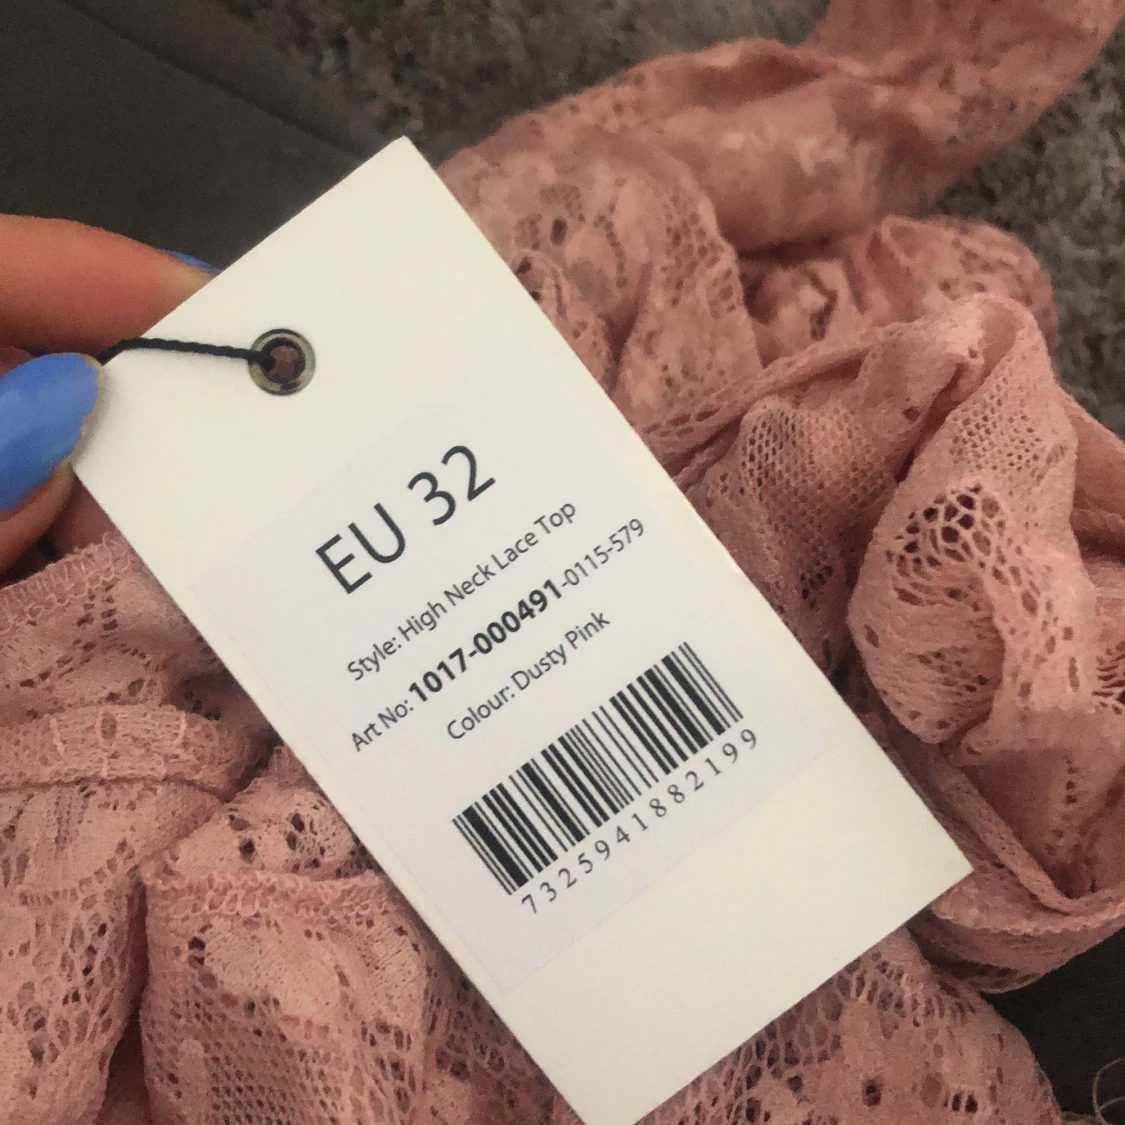 EU 32
Style: High Neck Lace Top
Art No: 1017-000491-0115-579
Colour: Dusty Pink
7325941882199